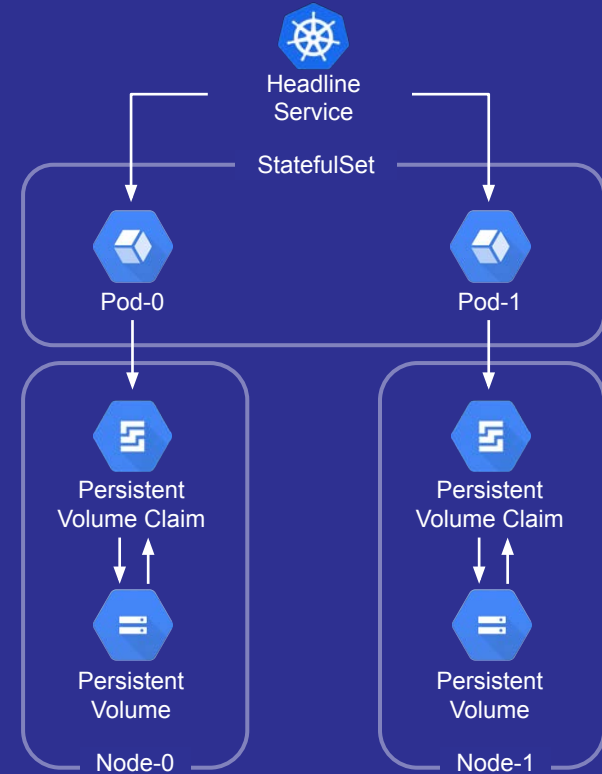 Headline
Service
StatefulSet
Pod-0
Pod-1
Persistent
Volume Claim
Persistent
Volume Claim
Persistent
Volume
Persistent
Volume
Node-0
Node-1